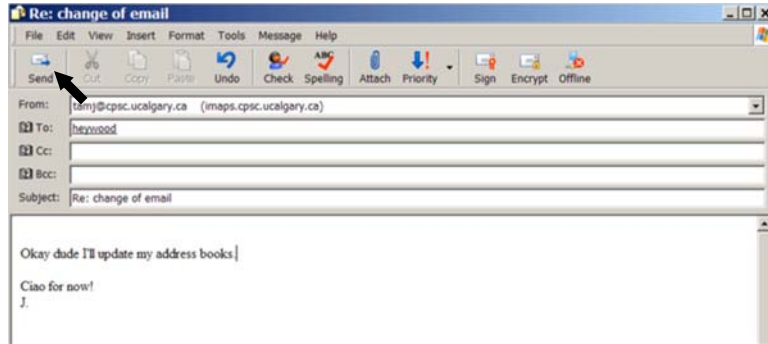 Re: change of email
File Edit View Insert Format Tools Message Help
Send Cut Copy Paste Undo Check Spelling Attach Priority Sign Encrypt Offline
From: tamj@cpsc.ucalgary.ca (imaps.cpsc.ucalgary.ca)
To: heywood
Cc:
Bcc:
Subject: Re: change of email
Okay dude I'll update my address books.
Ciao for now!
J.